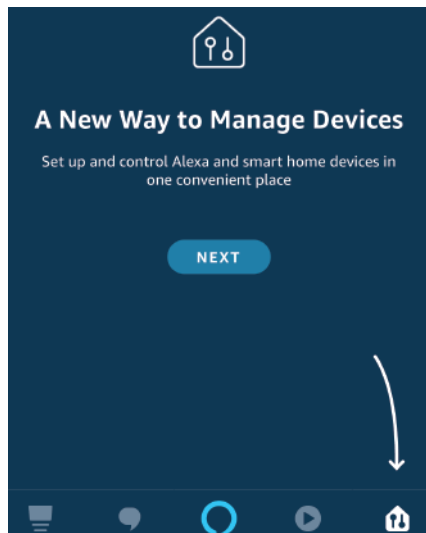 A New Way to Manage Devices
Set up and control Alexa and smart home devices in
one convenient place
NEXT